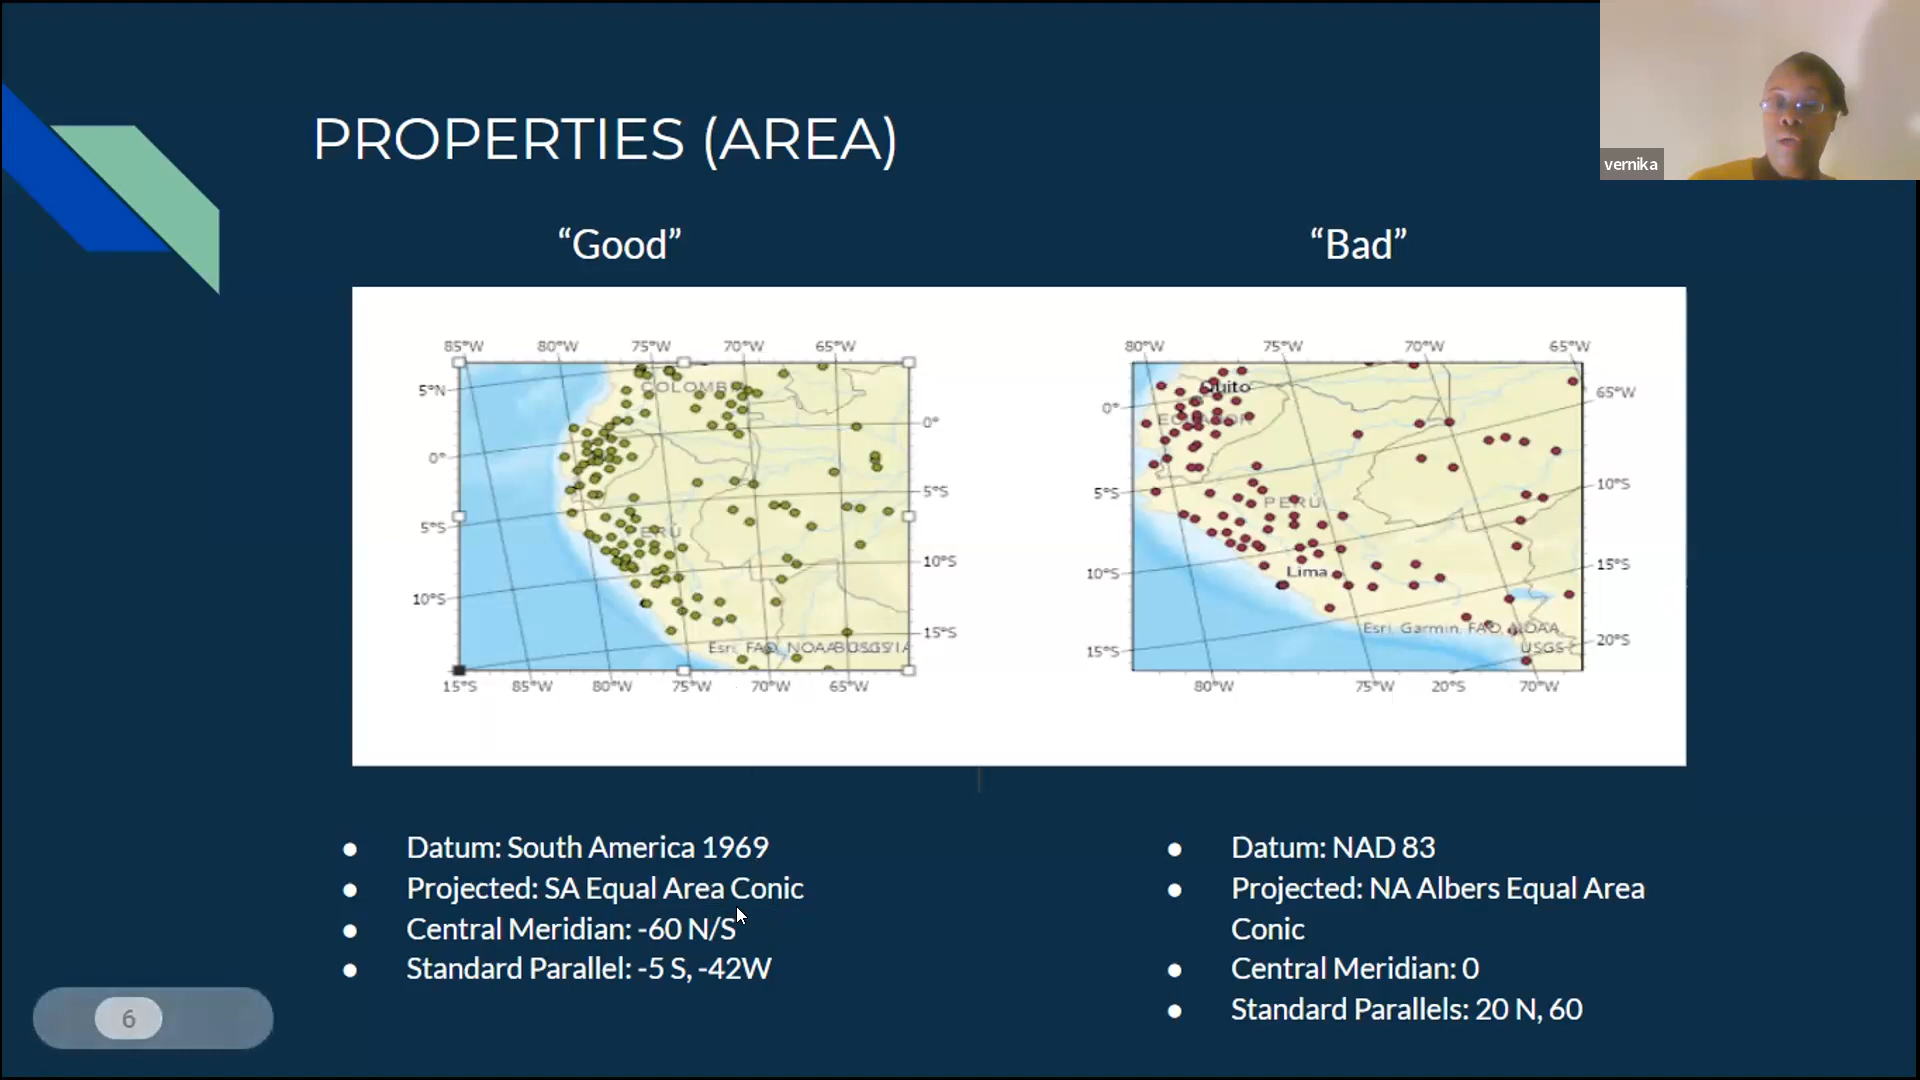 vernika
PROPERTIES (AREA)
“Good”
“Bad”
85°W 80°W 75°W 70°W 65°W
5°N
0°
5°S
10°S
0°
5°S
10°S
15°S
COLOMB
ERU
Esri, FAO, NOAA
15°S 85°W 80°W 75°W 70°W 65°W
80°W 75°W 70°W 65°W
0°
5°S
10°S
15°S
65°W
10°S
15°S
20°S
Quito
ECUADOR
PERÚ
Lima
Esri, Garmin, FAO, NOAA
USGS
80°W 75°W 20°S 70°W
● Datum: South America 1969
● Projected: SA Equal Area Conic
● Central Meridian: -60 N/S
● Standard Parallel: -5 S, -42W
● Datum: NAD 83
● Projected: NA Albers Equal Area
Conic
● Central Meridian: 0
● Standard Parallels: 20 N, 60
6